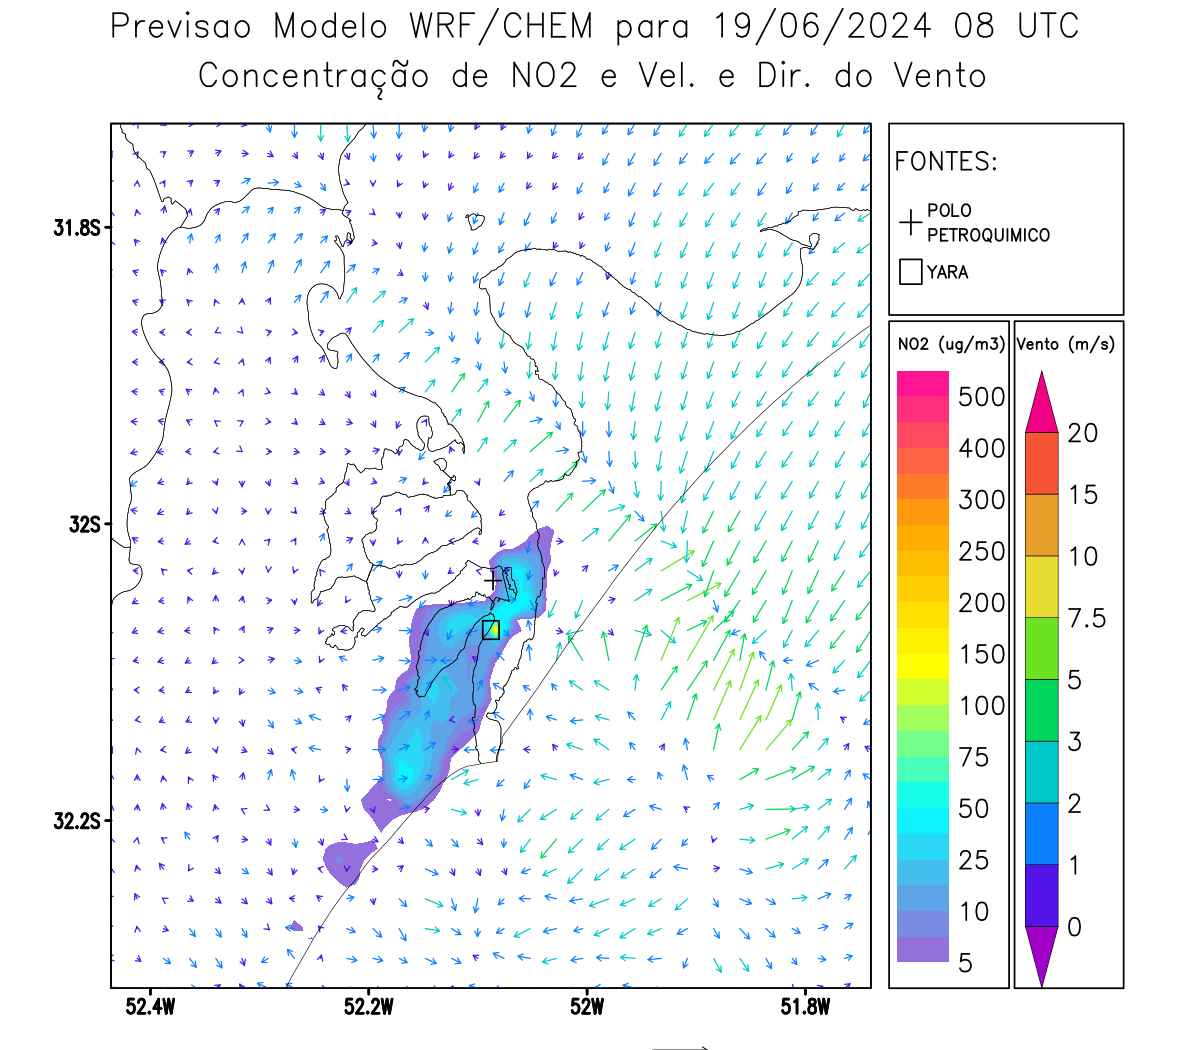 Previsao Modelo WRF/CHEM para 19/06/2024 08 UTC
Concentração de NO2 e Vel. e Dir. do Vento
FONTES:
POLO
PETROQUIMICO
YARA
NO2 (ug/m3)
500
400
300
250
200
150
100
75
50
25
10
5
Vento (m/s)
20
15
10
7.5
5
3
2
1
0
31.8S
32S
32.2S
52.4W
52.2W
52W
51.8W